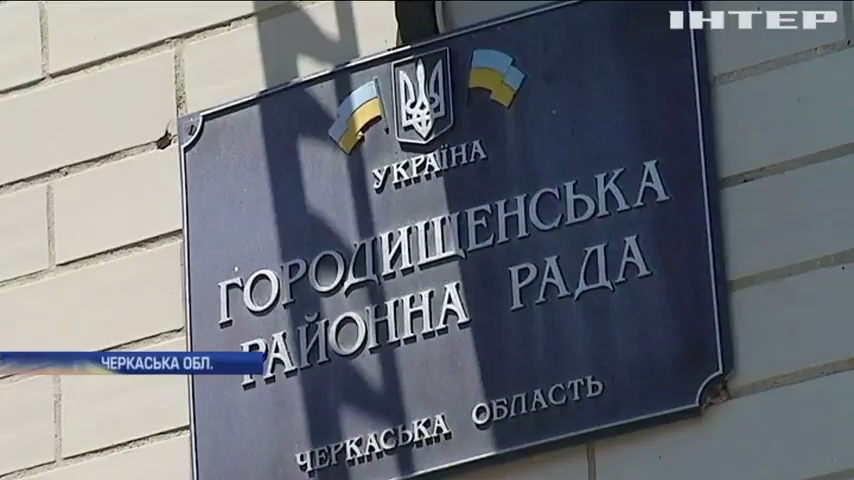 ІНТЕР
УКРАЇНА
ГОРОДИЩЕНСЬКА
РАЙОННА РАДА
ЧЕРКАСЬКА ОБЛ.
ЧЕРКАСЬКА ОБЛАСТЬ